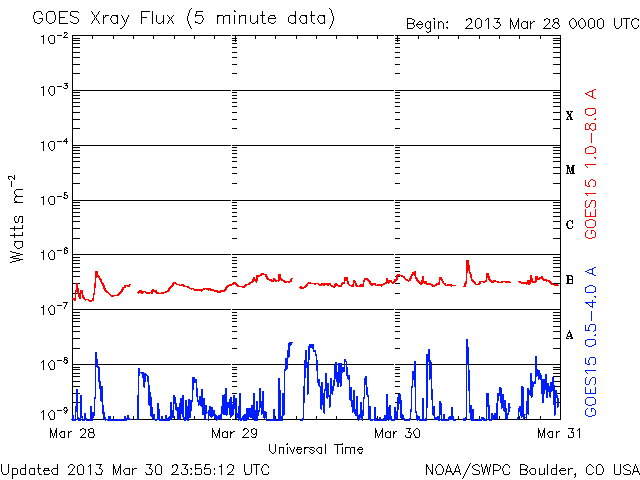 GOES Xray Flux (5 minute data)
Begin: 2013 Mar 28 0000 UTC
Watts m⁻²
10⁻²
10⁻³
10⁻⁴
10⁻⁵
10⁻⁶
10⁻⁷
10⁻⁸
10⁻⁹
X
M
C
B
A
GOES15 1.0-8.0 A
GOES15 0.5-4.0 A
Mar 28
Mar 29
Mar 30
Mar 31
Universal Time
Updated 2013 Mar 30 23:55:12 UTC
NOAA/SWPC Boulder, CO USA